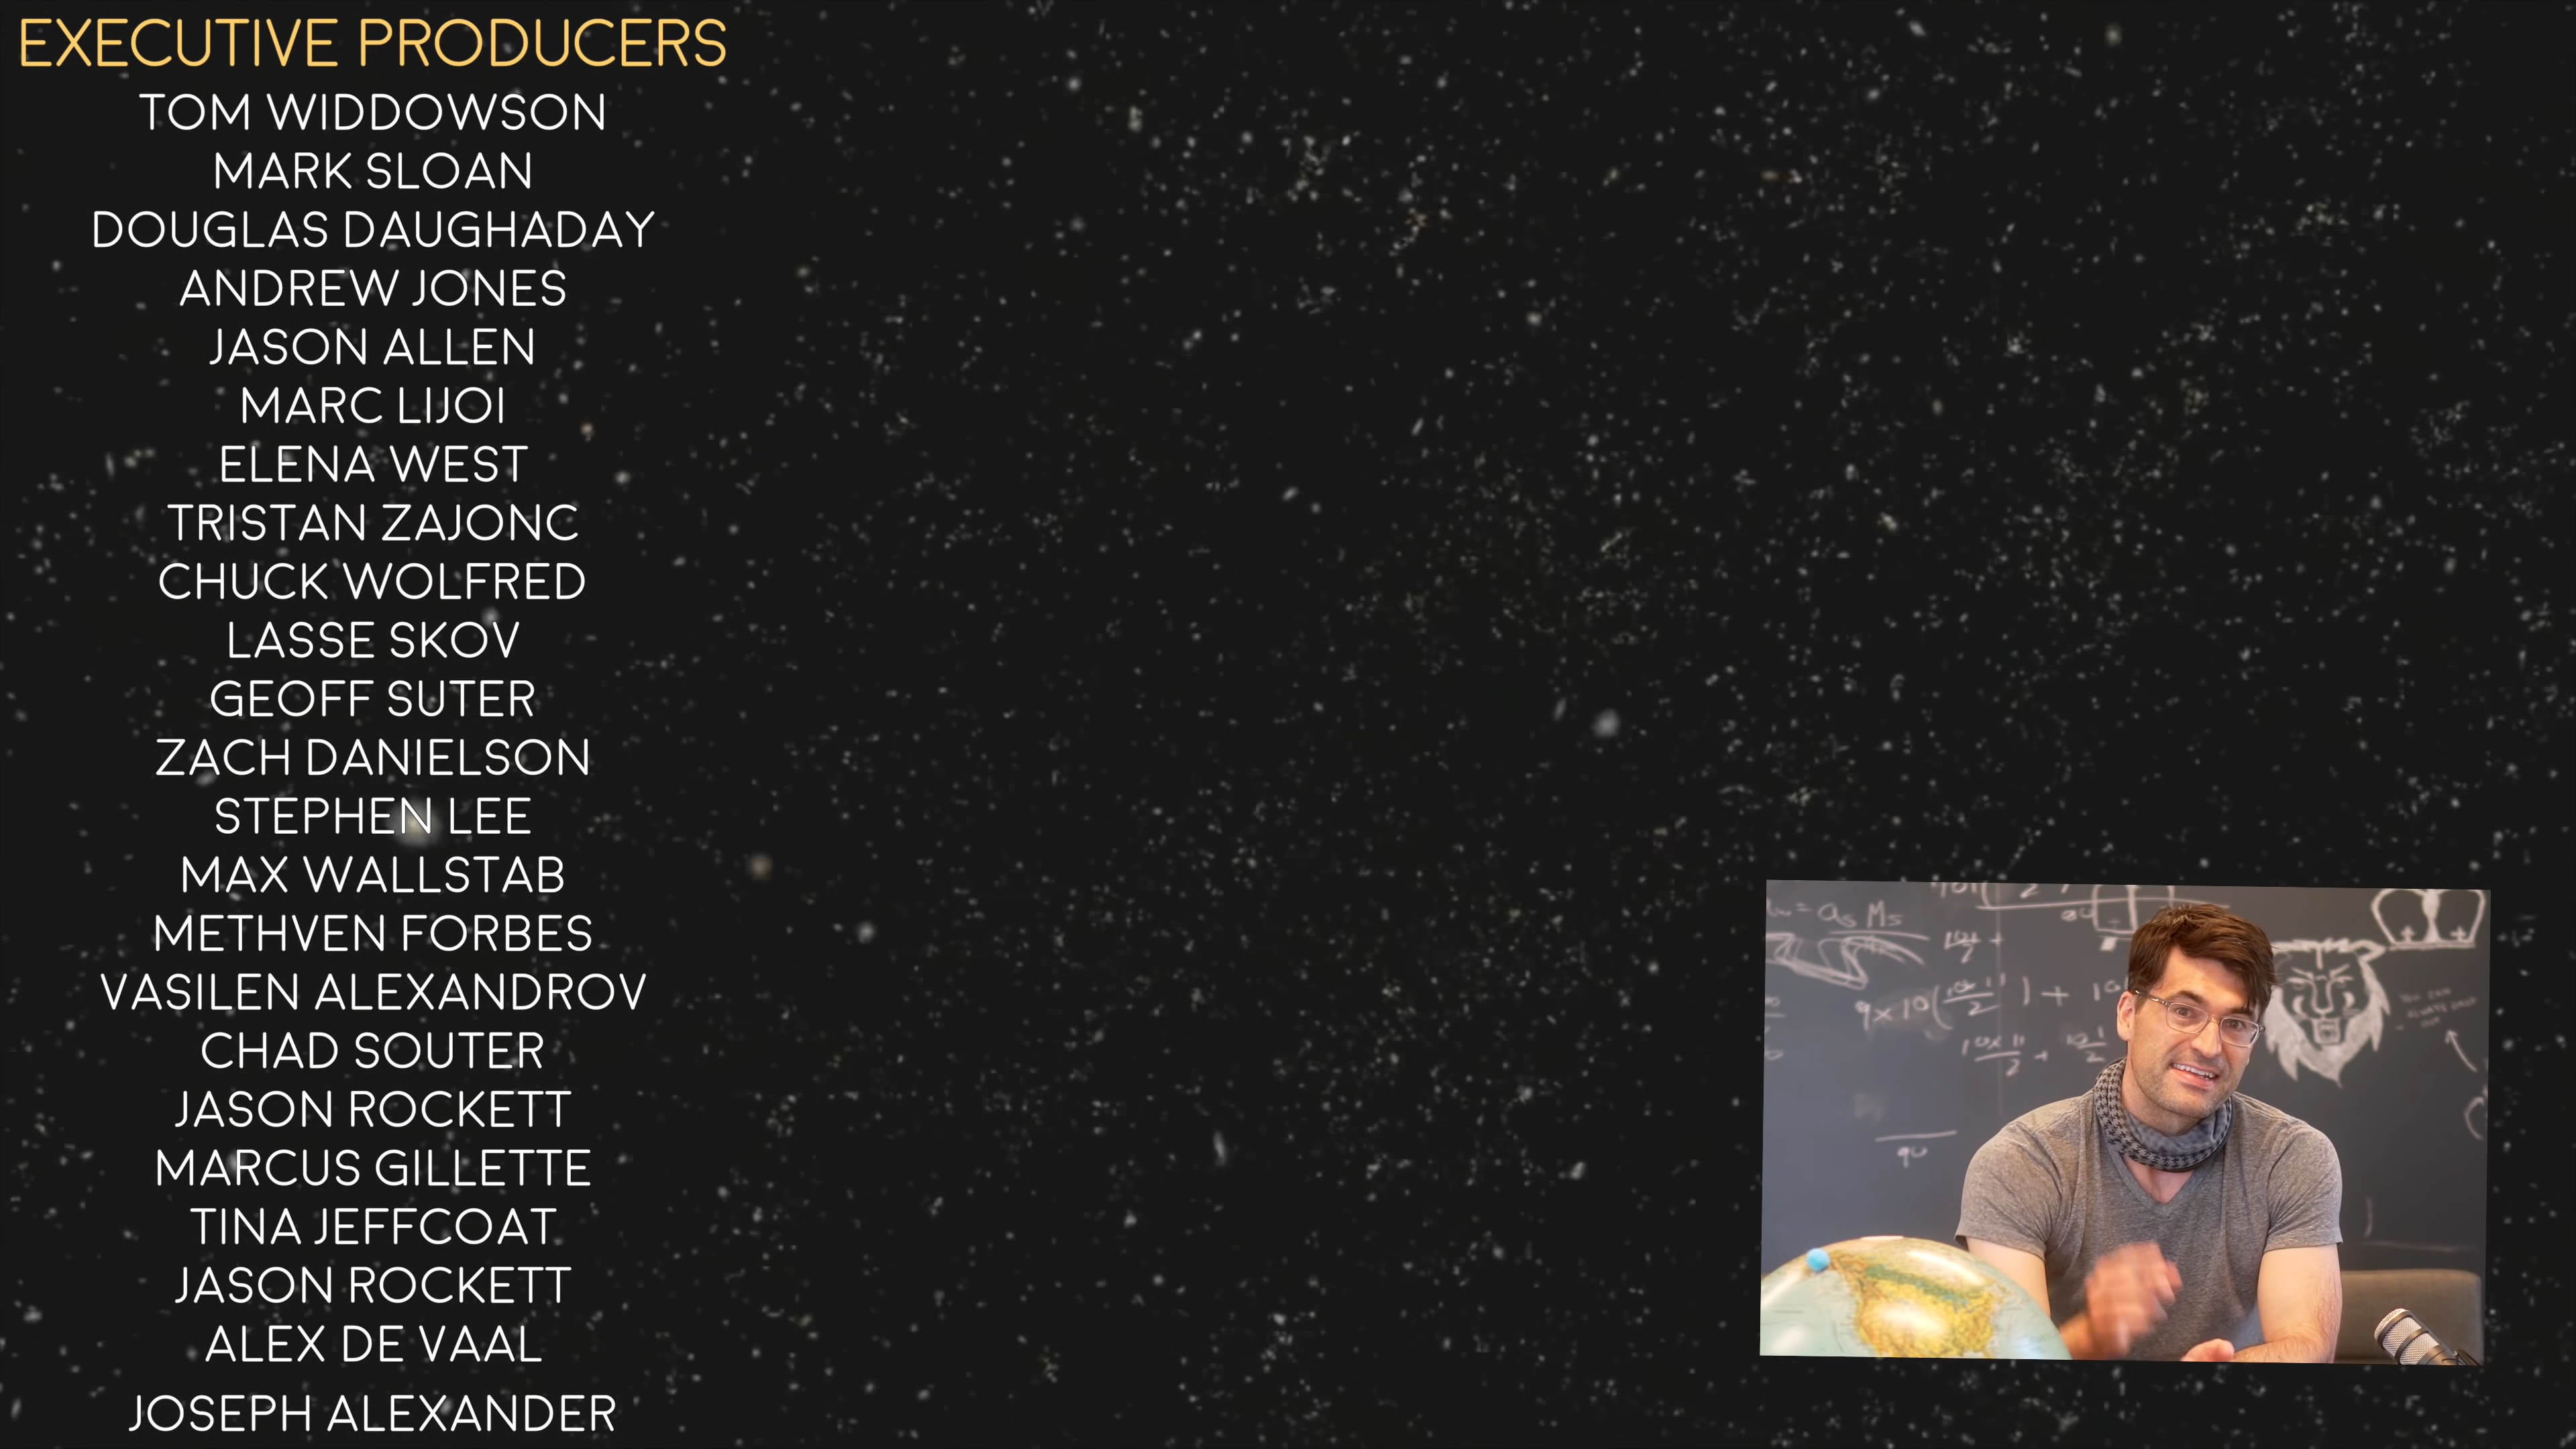 EXECUTIVE PRODUCERS
TOM WIDDOWSON
MARK SLOAN
DOUGLAS DAUGHADAY
ANDREW JONES
JASON ALLEN
MARC LIJOI
ELENA WEST
TRISTAN ZAJONC
CHUCK WOLFRED
LASSE SKOV
GEOFF SUTER
ZACH DANIELSON
STEPHEN LEE
MAX WALLSTAB
METHVEN FORBES
VASILEN ALEXANDROV
CHAD SOUTER
JASON ROCKETT
MARCUS GILLETTE
TINA JEFFCOAT
JASON ROCKETT
ALEX DE VAAL
JOSEPH ALEXANDER